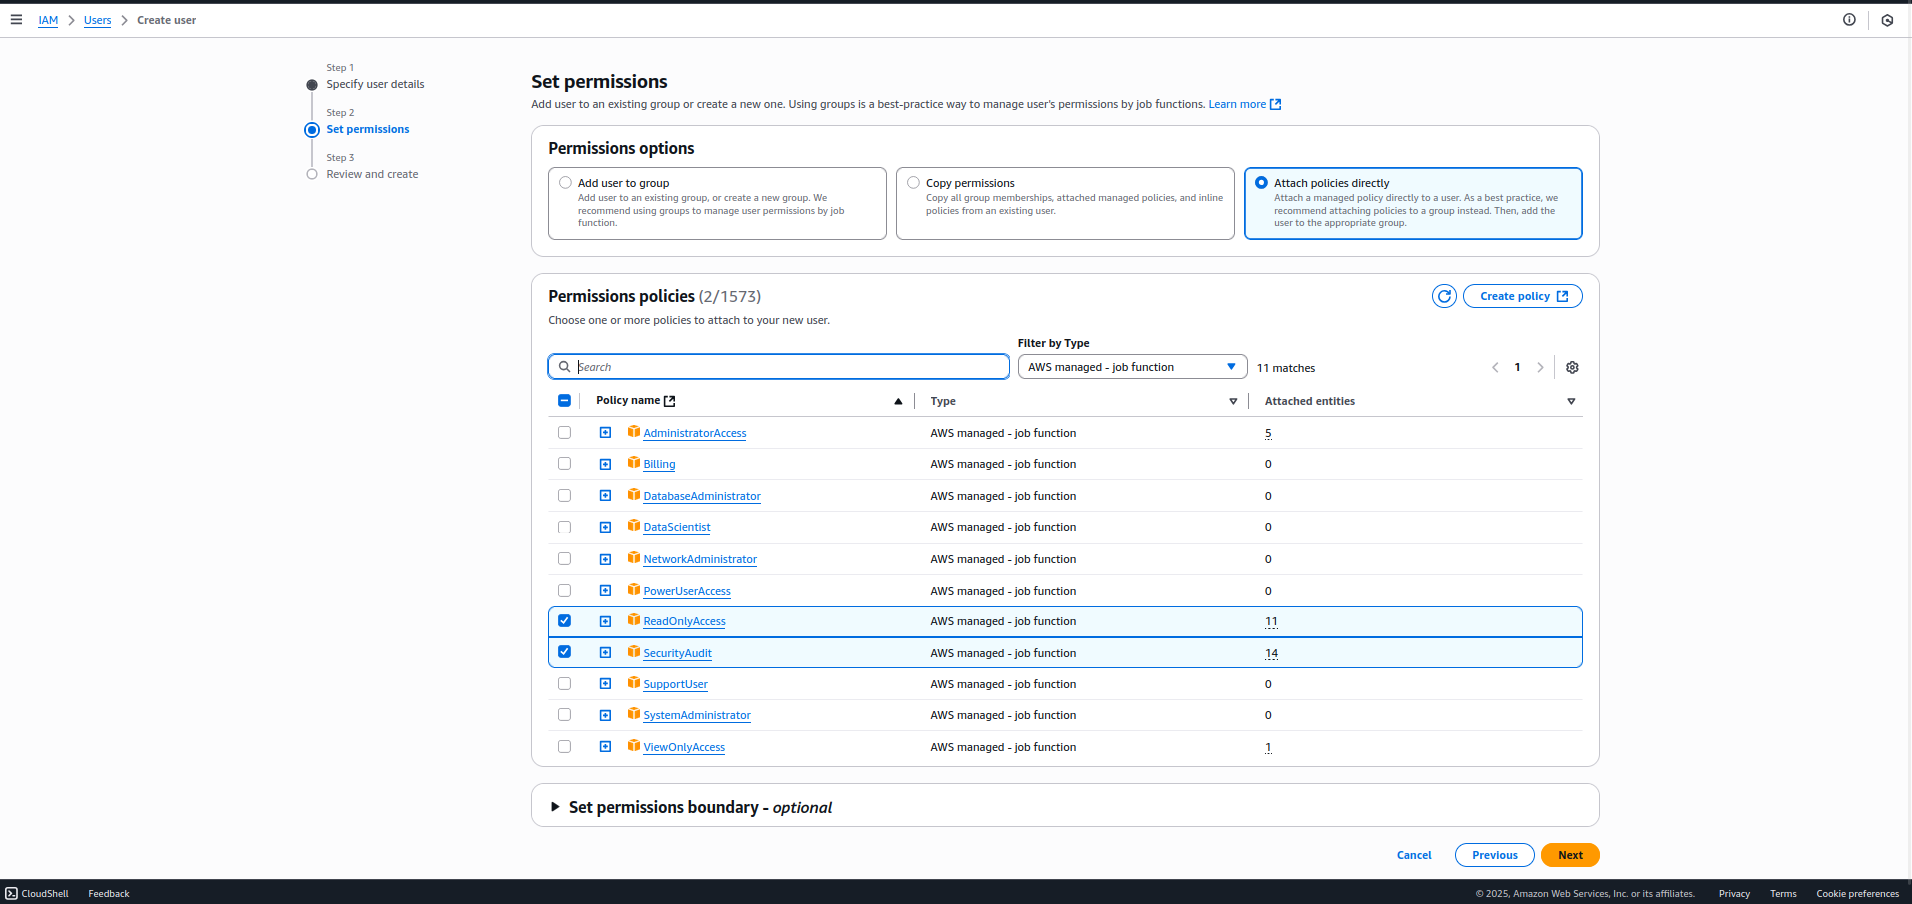 IAM > Users > Create user
Step 1
Specify user details
Step 2
Set permissions
Step 3
Review and create
Set permissions
Add user to an existing group or create a new one. Using groups is a best-practice way to manage user's permissions by job functions. Learn more
Permissions options
Add user to group
Add user to an existing group, or create a new group. We
recommend using groups to manage user permissions by job
function.
Copy permissions
Copy all group memberships, attached managed policies, and inline
policies from an existing user.
Attach policies directly
Attach a managed policy directly to a user. As a best practice, we
recommend attaching policies to a group instead. Then, add the
user to the appropriate group.
Permissions policies (2/1573)
Create policy
Choose one or more policies to attach to your new user.
Filter by Type
Search
AWS managed - job function
11 matches
1
Policy name Type Attached entities
AdministratorAccess AWS managed - job function 5
Billing AWS managed - job function 0
DatabaseAdministrator AWS managed - job function 0
DataScientist AWS managed - job function 0
NetworkAdministrator AWS managed - job function 0
PowerUserAccess AWS managed - job function 0
ReadOnlyAccess AWS managed - job function 11
SecurityAudit AWS managed - job function 14
SupportUser AWS managed - job function 0
SystemAdministrator AWS managed - job function 0
ViewOnlyAccess AWS managed - job function 1
Set permissions boundary - optional
Cancel Previous Next
CloudShell Feedback © 2025, Amazon Web Services, Inc. or its affiliates. Privacy Terms Cookie preferences